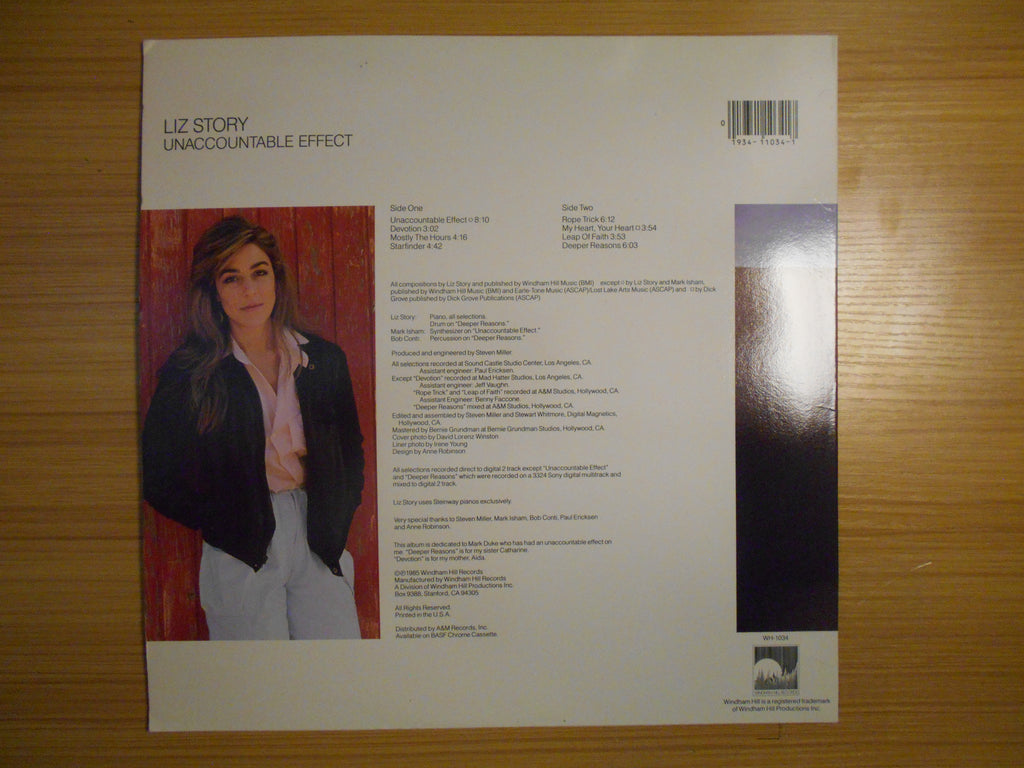 LIZ STORY
UNACCOUNTABLE EFFECT
0
1934-11034-1
Side One
Unaccountable Effect ○ 8:10
Devotion 3:02
Mostly The Hours 4:16
Starfinder 4:42
Side Two
Rope Trick 6:12
My Heart, Your Heart □ 3:54
Leap Of Faith 3:53
Deeper Reasons 6:03
All compositions by Liz Story and published by Windham Hill Music (BMI) except ○ by Liz Story and Mark Isham,
published by Windham Hill Music (BMI) and Earle-Tone Music (ASCAP)/Lost Lake Arts Music (ASCAP) and □ by Dick
Grove published by Dick Grove Publications (ASCAP)
Liz Story: Piano, all selections.
Drum on "Deeper Reasons."
Mark Isham: Synthesizer on "Unaccountable Effect."
Bob Conti: Percussion on "Deeper Reasons."
Produced and engineered by Steven Miller.
All selections recorded at Sound Castle Studio Center, Los Angeles, CA.
Assistant engineer: Paul Ericksen.
Except "Devotion" recorded at Mad Hatter Studios, Los Angeles, CA.
Assistant engineer: Jeff Vaughn.
"Rope Trick" and "Leap of Faith" recorded at A&M Studios, Hollywood, CA.
Assistant Engineer: Benny Faccone.
"Deeper Reasons" mixed at A&M Studios, Hollywood, CA.
Edited and assembled by Steven Miller and Stewart Whitmore, Digital Magnetics,
Hollywood, CA.
Mastered by Bernie Grundman at Bernie Grundman Studios, Hollywood, CA.
Cover photo by David Lorenz Winston
Liner photo by Irene Young
Design by Anne Robinson
All selections recorded direct to digital 2 track except "Unaccountable Effect"
and "Deeper Reasons" which were recorded on a 3324 Sony digital multitrack and
mixed to digital 2 track.
Liz Story uses Steinway pianos exclusively.
Very special thanks to Steven Miller, Mark Isham, Bob Conti, Paul Ericksen
and Anne Robinson.
This album is dedicated to Mark Duke who has had an unaccountable effect on
me. "Deeper Reasons" is for my sister Catharine.
"Devotion" is for my mother, Aida.
©℗1985 Windham Hill Records
Manufactured by Windham Hill Records
A Division of Windham Hill Productions Inc.
Box 9388, Stanford, CA 94305
All Rights Reserved.
Printed in the U.S.A.
Distributed by A&M Records, Inc.
Available on BASF Chrome Cassette.
WH-1034
WINDHAM HILL RECORDS
Windham Hill is a registered trademark
of Windham Hill Productions Inc.